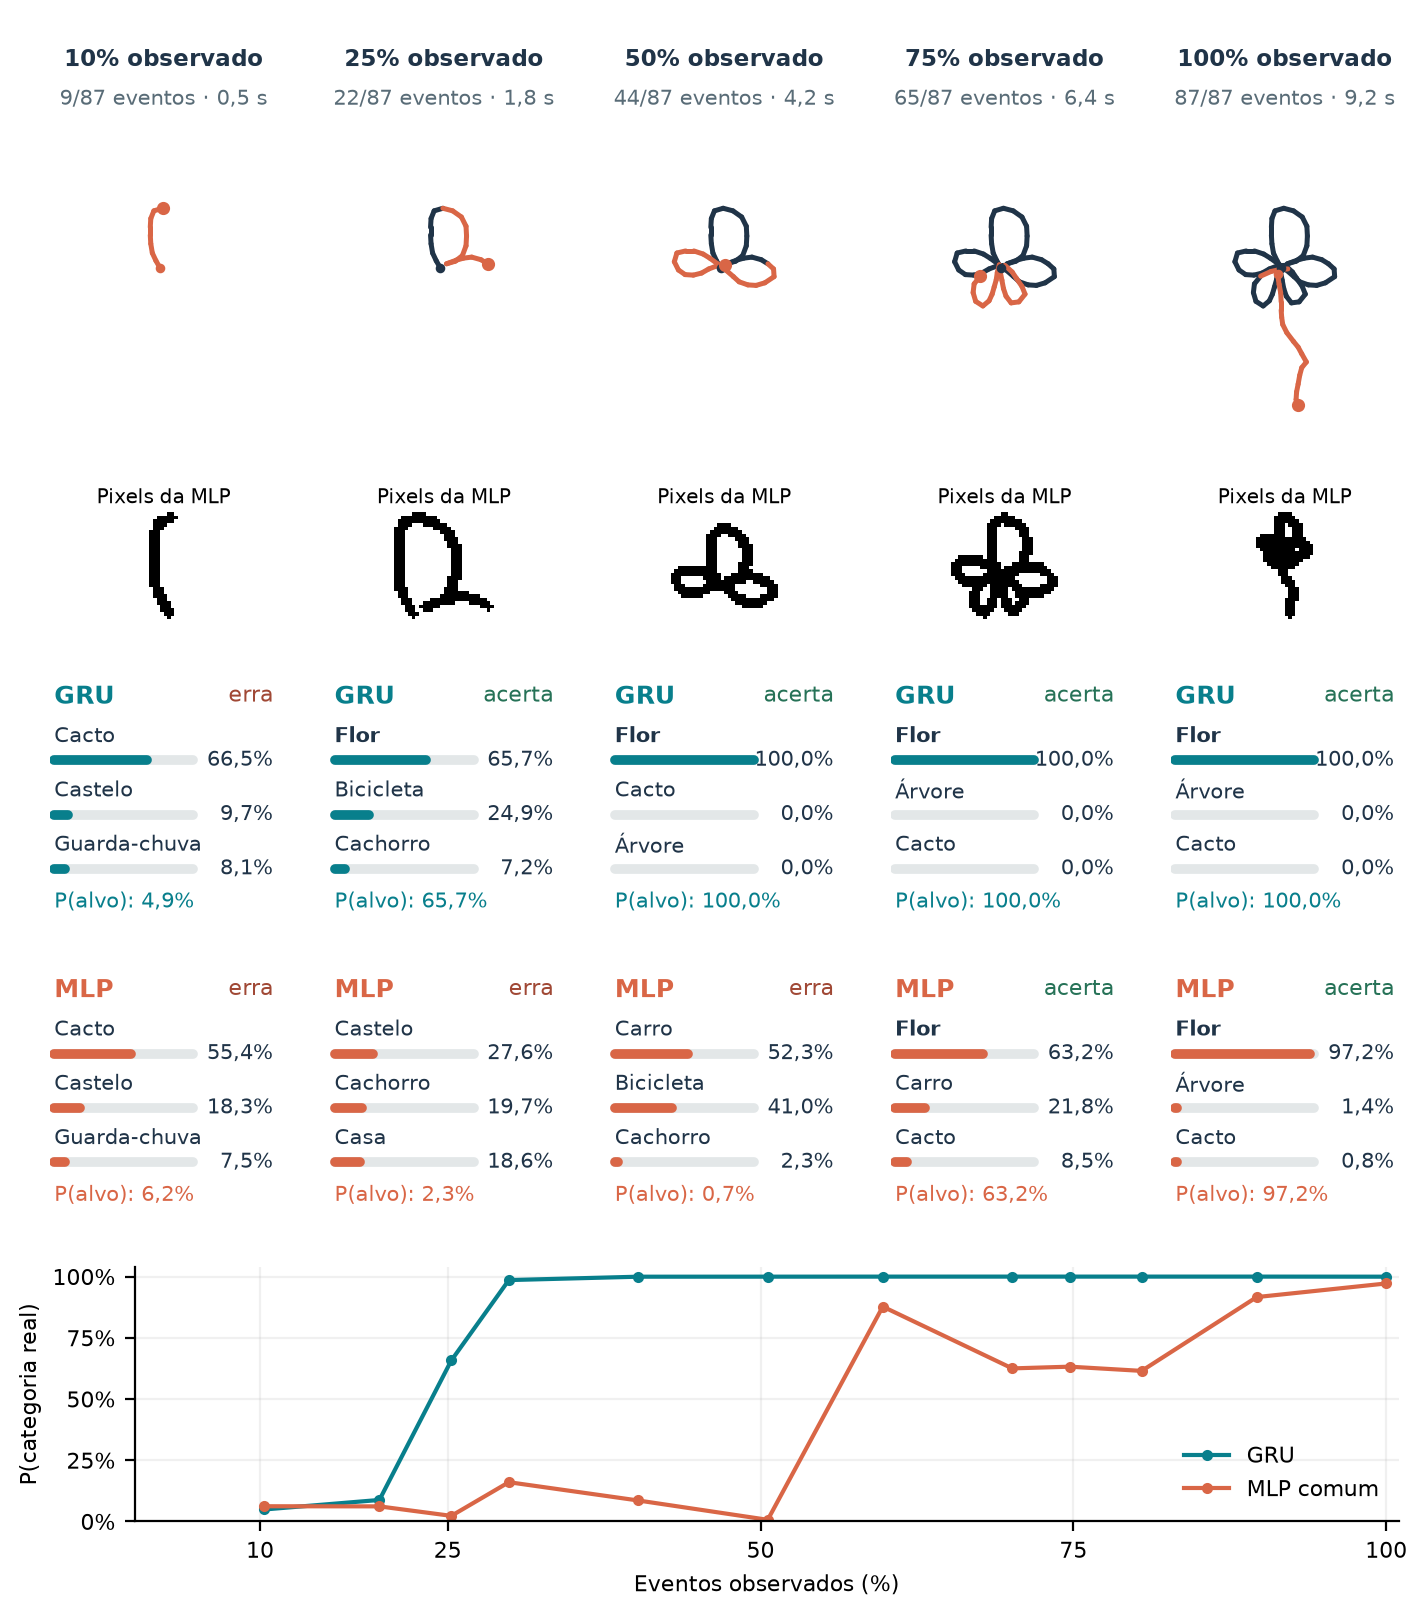 10% observado
25% observado
50% observado
75% observado
100% observado
9/87 eventos · 0,5 s
22/87 eventos · 1,8 s
44/87 eventos · 4,2 s
65/87 eventos · 6,4 s
87/87 eventos · 9,2 s
Pixels da MLP
Pixels da MLP
Pixels da MLP
Pixels da MLP
Pixels da MLP
GRU erra
Cacto
66,5%
Castelo
9,7%
Guarda-chuva
8,1%
P(alvo): 4,9%
GRU acerta
Flor
65,7%
Bicicleta
24,9%
Cachorro
7,2%
P(alvo): 65,7%
GRU acerta
Flor
100,0%
Cacto
0,0%
Árvore
0,0%
P(alvo): 100,0%
GRU acerta
Flor
100,0%
Árvore
0,0%
Cacto
0,0%
P(alvo): 100,0%
GRU acerta
Flor
100,0%
Árvore
0,0%
Cacto
0,0%
P(alvo): 100,0%
MLP erra
Cacto
55,4%
Castelo
18,3%
Guarda-chuva
7,5%
P(alvo): 6,2%
MLP erra
Castelo
27,6%
Cachorro
19,7%
Casa
18,6%
P(alvo): 2,3%
MLP erra
Carro
52,3%
Bicicleta
41,0%
Cachorro
2,3%
P(alvo): 0,7%
MLP acerta
Flor
63,2%
Carro
21,8%
Cacto
8,5%
P(alvo): 63,2%
MLP acerta
Flor
97,2%
Árvore
1,4%
Cacto
0,8%
P(alvo): 97,2%
P(categoria real)
100%
75%
50%
25%
0%
GRU
MLP comum
10 25 50 75 100
Eventos observados (%)